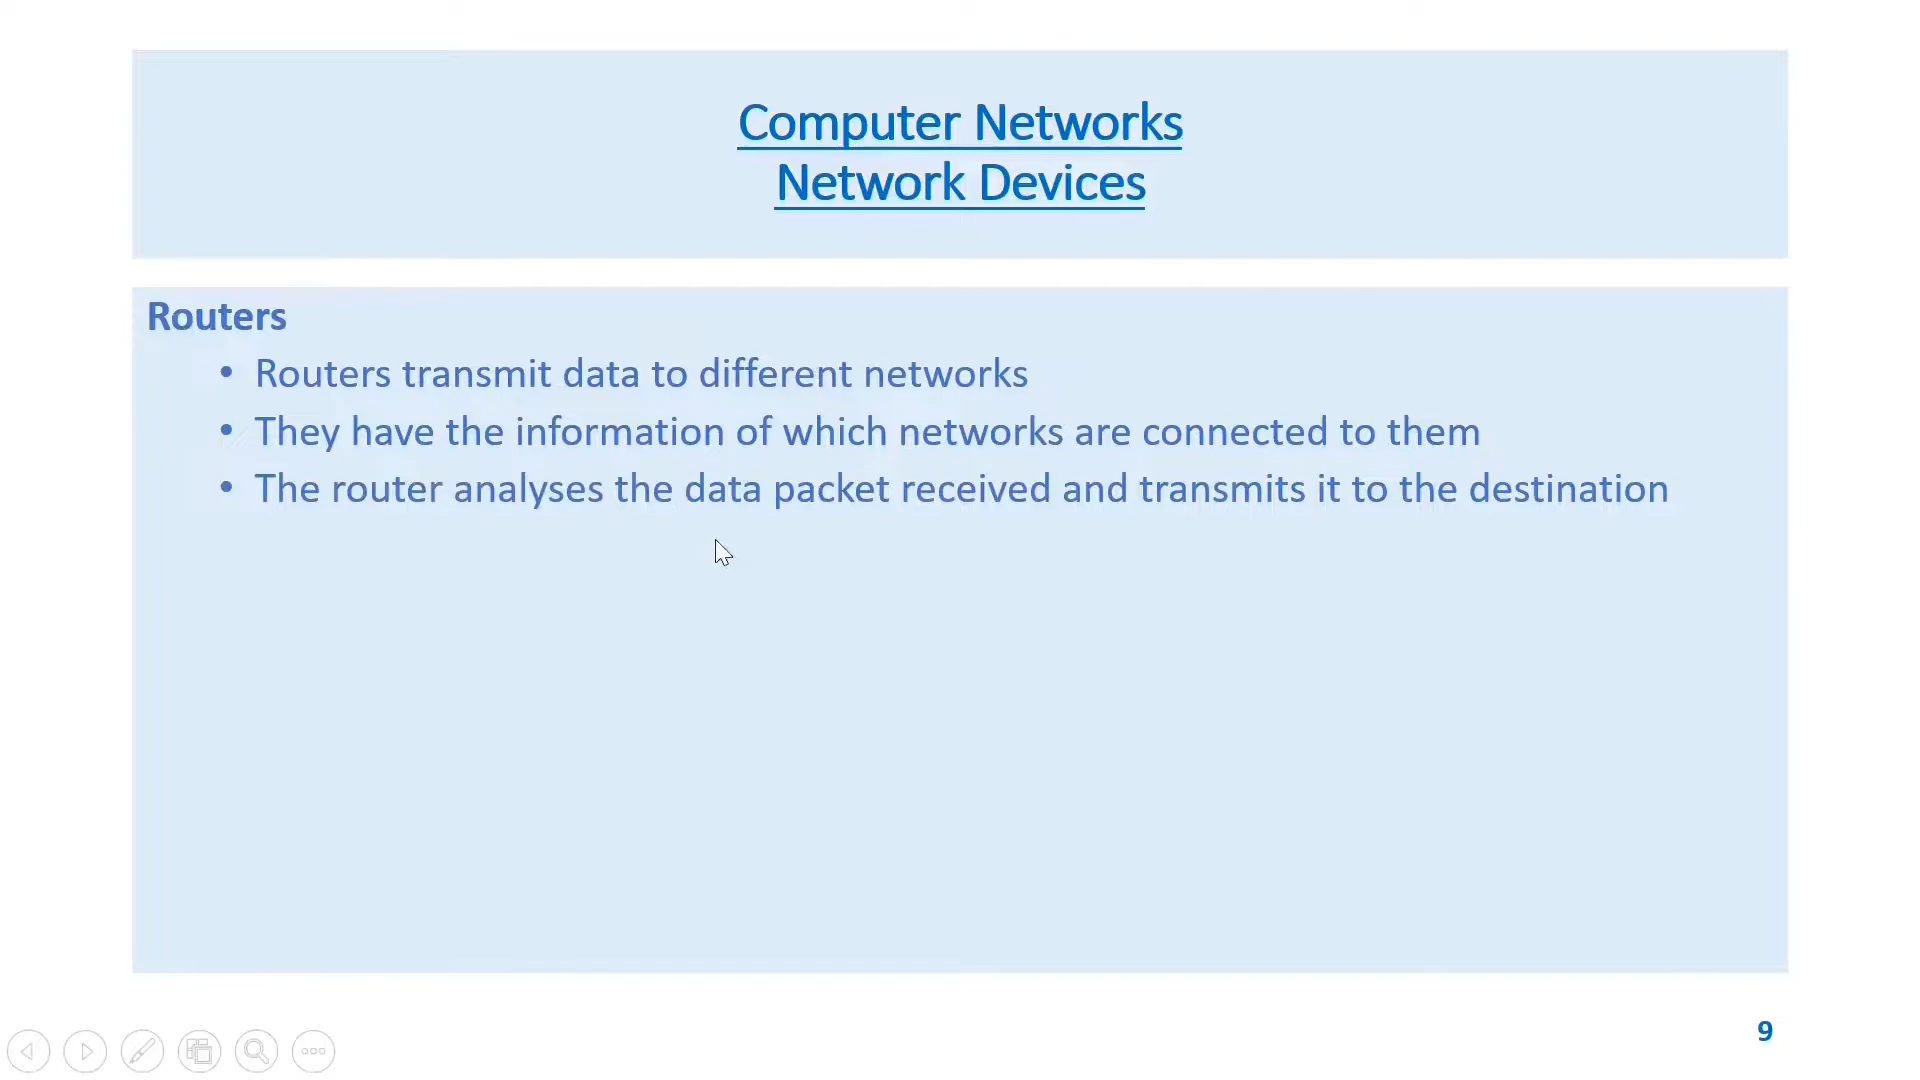 Computer Networks
Network Devices
Routers
• Routers transmit data to different networks
• They have the information of which networks are connected to them
• The router analyses the data packet received and transmits it to the destination
9